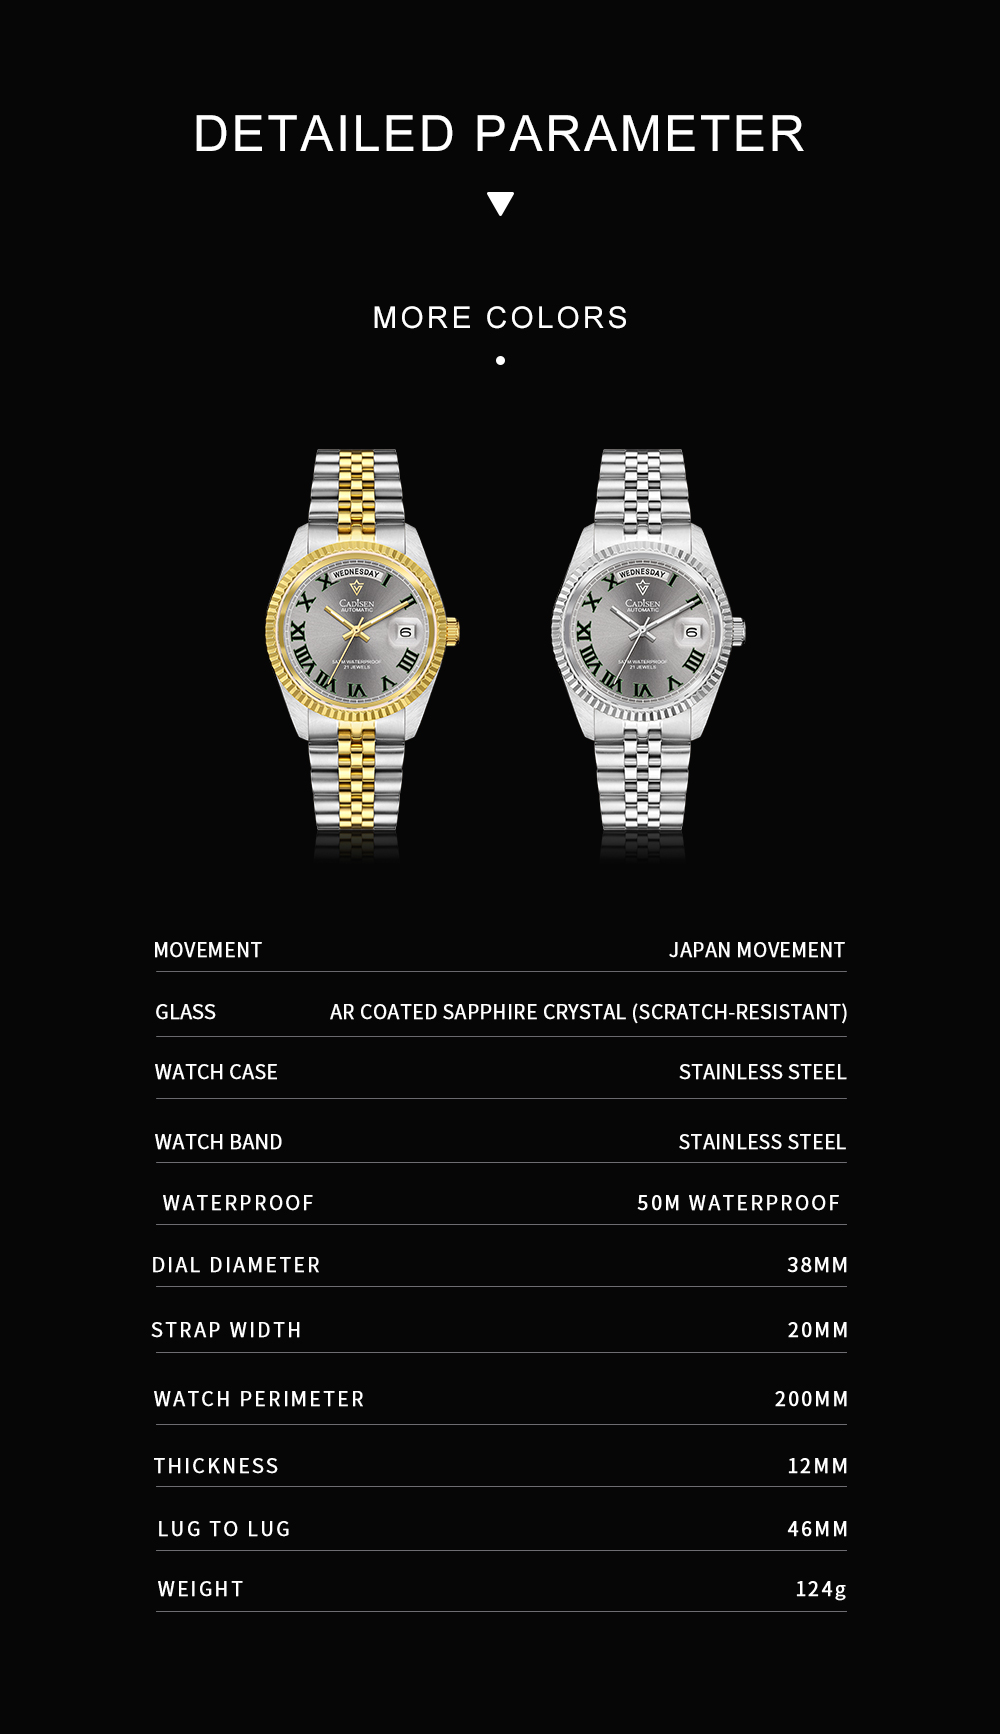 DETAILED PARAMETER
MORE COLORS
WEDNESDAY
CADISEN
AUTOMATIC
6
5ATM WATERPROOF
21 JEWELS
WEDNESDAY
CADISEN
AUTOMATIC
6
5ATM WATERPROOF
21 JEWELS
MOVEMENT JAPAN MOVEMENT
GLASS AR COATED SAPPHIRE CRYSTAL (SCRATCH-RESISTANT)
WATCH CASE STAINLESS STEEL
WATCH BAND STAINLESS STEEL
WATERPROOF 50M WATERPROOF
DIAL DIAMETER 38MM
STRAP WIDTH 20MM
WATCH PERIMETER 200MM
THICKNESS 12MM
LUG TO LUG 46MM
WEIGHT 124g